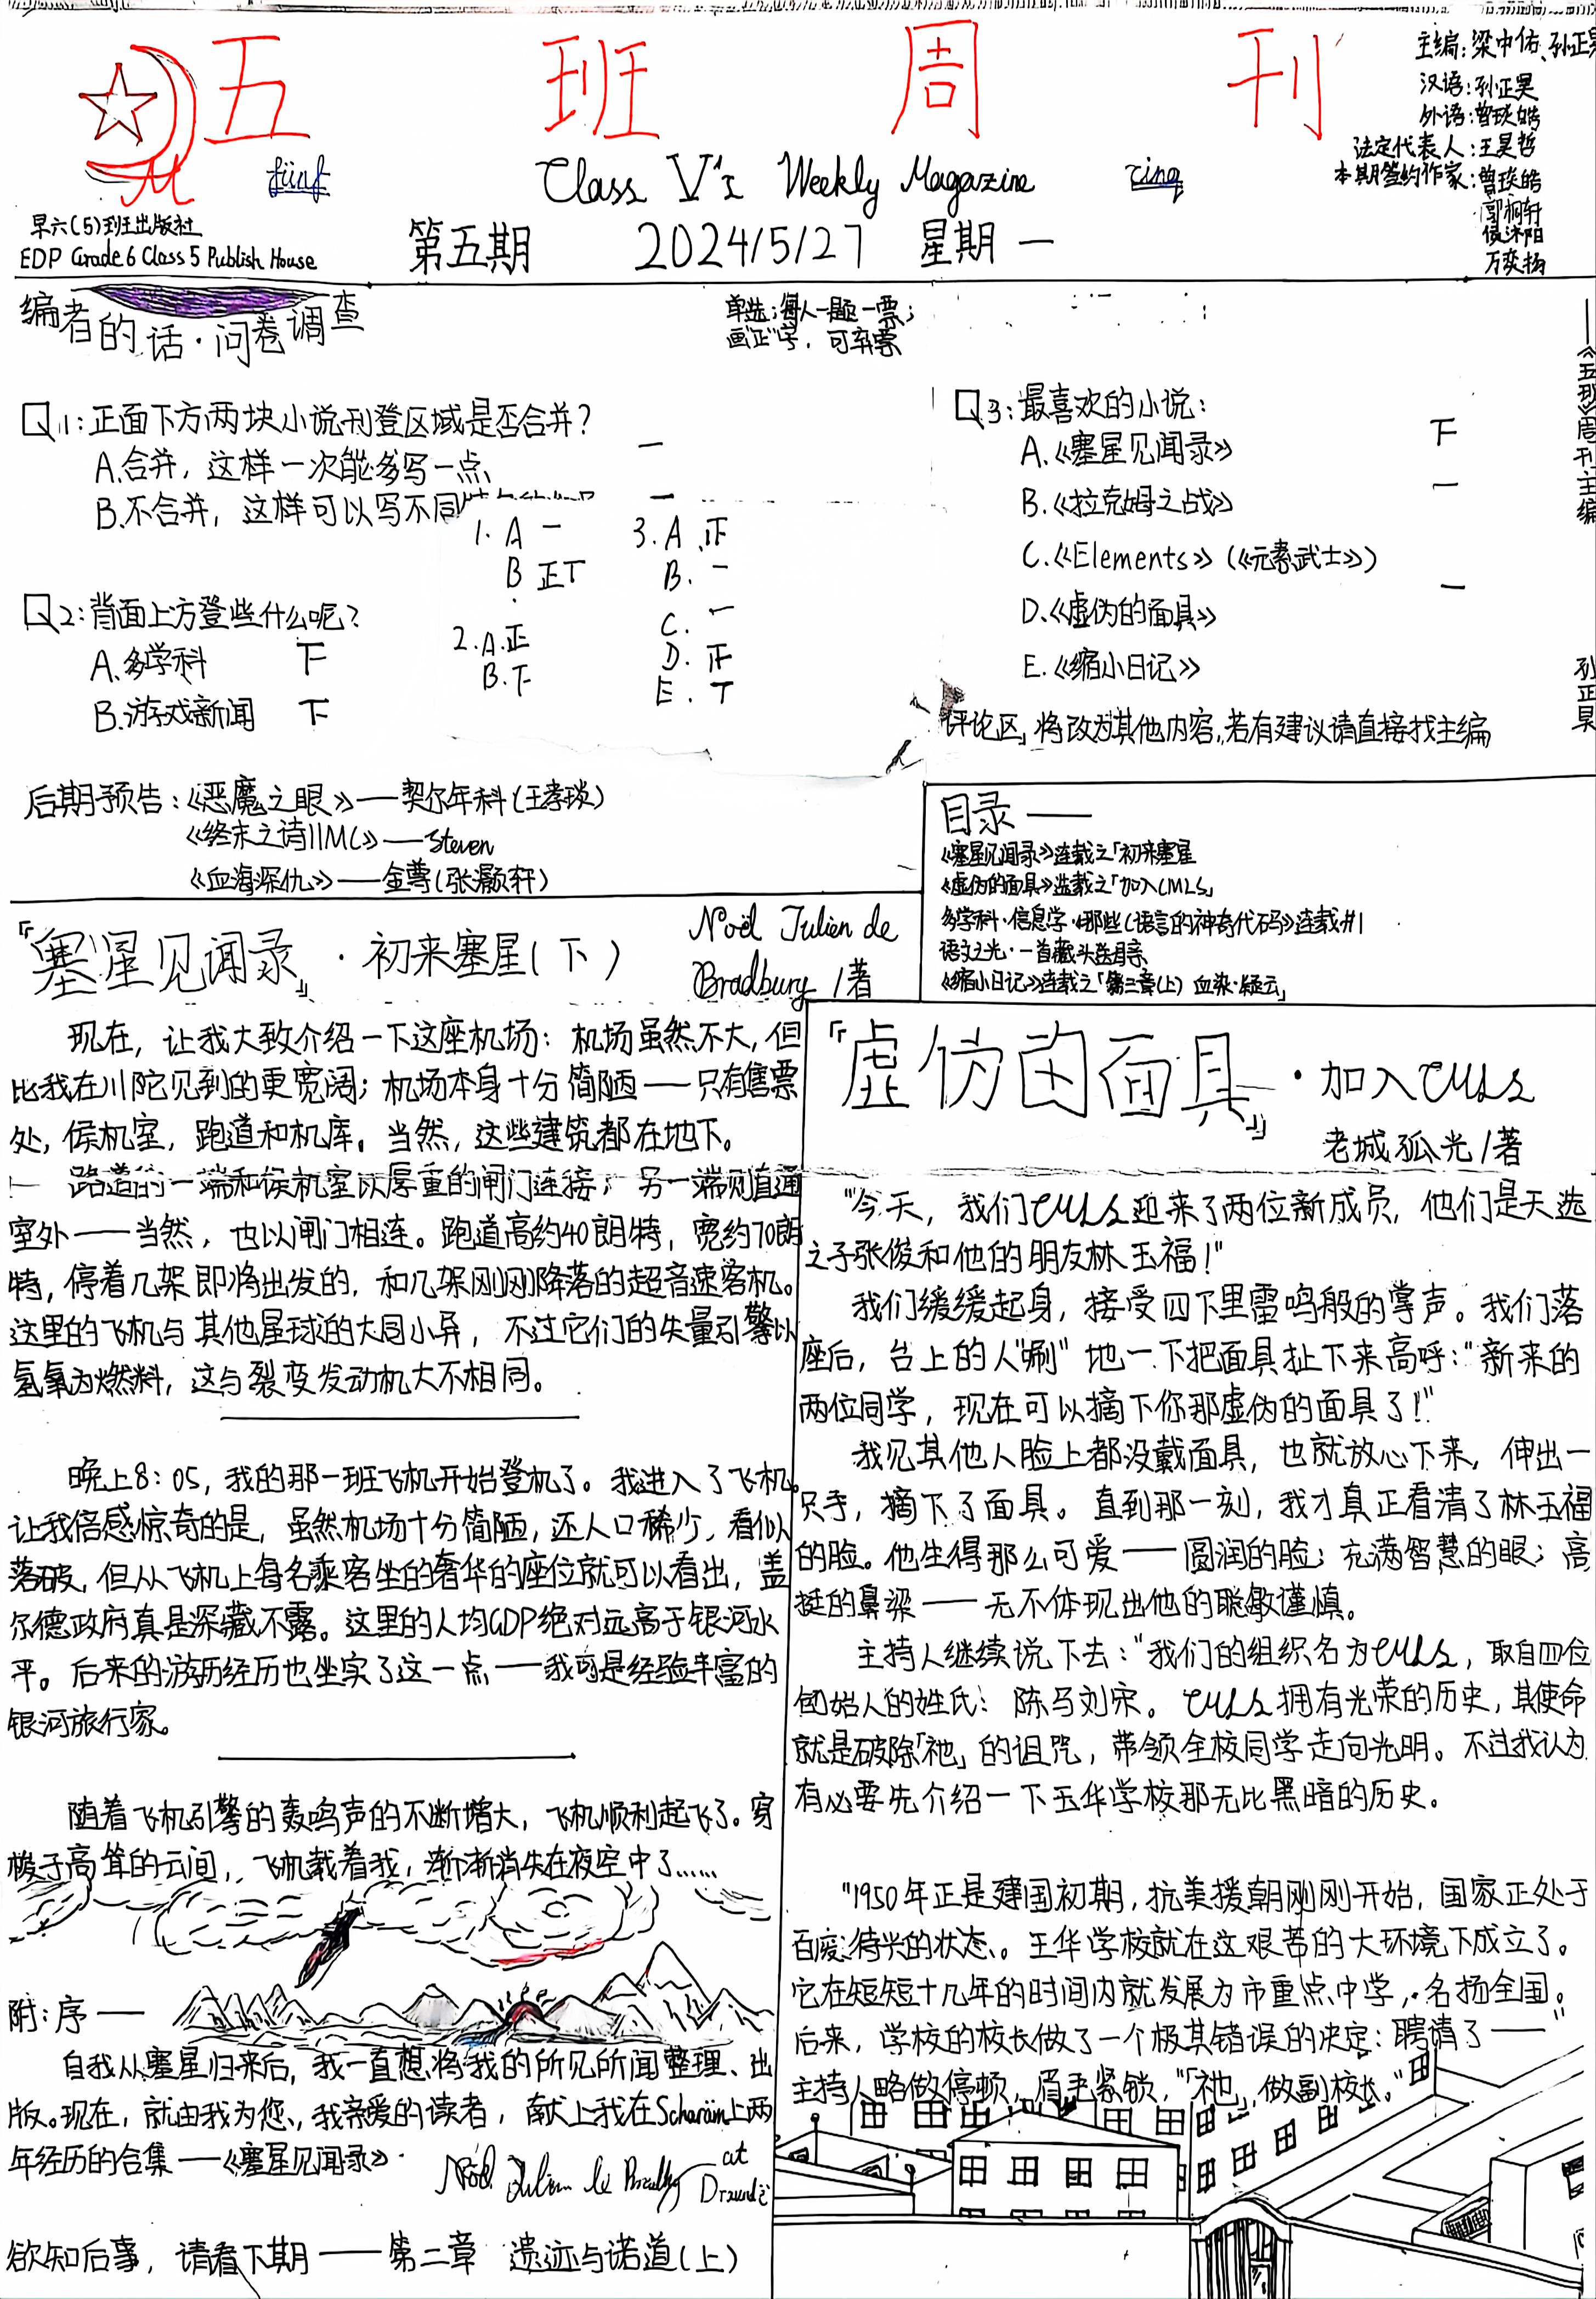 五班周刊
fünf
Class V's Weekly Magazine
cinq
早六(5)班出版社
EDP Grade 6 Class 5 Publish House
第五期 2024/5/27 星期一
主编:梁中佑、孙正昊
汉语:孙正昊
外语:曾琰皓
法定代表人:王昊哲
本期签约作家:曾琰皓
郭桐轩
侯沐阳
万奕扬
编者的话·问卷调查
单选;每人一题一票;
画"正"字,可弃票
Q1:正面下方两块小说刊登区域是否合并?
A.合并,这样一次能多写一点、 一
B.不合并,这样可以写不同 一
Q2:背面上方登些什么呢?
A.多学科
B.游戏新闻
1. A 一
B 正T
2. A.正
B.下
3. A 正
B. 一
C. 一
D. 正
E. T
Q3:最喜欢的小说:
A.《塞星见闻录》 下
B.《拉克姆之战》 一
C.《Elements》(《元素武士》)
D.《虚伪的面具》 一
E.《缩小日记》
评论区」将改为其他内容,若有建议请直接找主编
——《五班周刊》主编 孙正昊
后期预告:《恶魔之眼》——契尔年科(王孝琰)
《终末之诗||MC》——Steven
《血海深仇》——金尊(张灏轩)
目录——
《塞星见闻录》连载之「初来塞星
《虚伪的面具》连载之「加入CMLS」
多学科·信息学·《那些C语言的神奇代码》连载#1
语文之光·一首藏头送母亲
《缩小日记》连载之「第三章(上) 血染·疑云」
『塞星见闻录』·初来塞星(下)
Noël Julien de
Bradbury /著
现在,让我大致介绍一下这座机场:机场虽然不大,但
比我在川陀见到的更宽阔;机场本身十分简陋——只有售票
处,候机室,跑道和机库。当然,这些建筑都在地下。
跑道的一端和候机室以厚重的闸门连接;另一端则直通
室外——当然,也以闸门相连。跑道高约40朗特,宽约70朗
特,停着几架即将出发的,和几架刚刚降落的超音速客机。
这里的飞机与其他星球的大同小异,不过它们的矢量引擎以
氢氧为燃料,这与裂变发动机大不相同。
晚上8:05,我的那一班飞机开始登机了。我进入了飞机。
让我倍感惊奇的是,虽然机场十分简陋,还人口稀少,看似
落破,但从飞机上每名乘客坐的奢华的座位就可以看出,盖
尔德政府真是深藏不露。这里的人均GDP绝对远高于银河水
平。后来的游历经历也坐实了这一点——我可是经验丰富的
银河旅行家。
随着飞机引擎的轰鸣声的不断增大,飞机顺利起飞了。穿
梭于高耸的云间,飞机载着我,渐渐消失在夜空中了……
附:序——
自我从塞星归来后,我一直想将我的所见所闻整理、出
版。现在,就由我为您、我亲爱的读者,献上我在Scharäm上两
年经历的合集——《塞星见闻录》.
Noël Julien de Bradbury at
欲知后事,请看下期——第二章 遗迹与诺道(上)
『虚伪的面具』·加入CMLS
老城孤光/著
"今天,我们CMLS迎来了两位新成员,他们是天选
之子张俊和他的朋友林玉福!"
我们缓缓起身,接受四下里雷鸣般的掌声。我们落
座后,台上的人"唰"地一下把面具扯下来高呼:"新来的
两位同学,现在可以摘下你那虚伪的面具了!"
我见其他人脸上都没戴面具,也就放心下来,伸出一
只手,摘下了面具。直到那一刻,我才真正看清了林玉福
的脸。他生得那么可爱——圆润的脸;充满智慧的眼;高
挺的鼻梁——无不体现出他的聪敏谨慎。
主持人继续说下去:"我们的组织名为CMLS,取自四位
创始人的姓氏:陈马刘宋。CMLS拥有光荣的历史,其使命
就是破除「祂」的诅咒,带领全校同学走向光明。不过我认为
有必要先介绍一下玉华学校那无比黑暗的历史。
"1950年正是建国初期,抗美援朝刚刚开始,国家正处于
百废待兴的状态。玉华学校就在这艰苦的大环境下成立了。
它在短短十几年的时间内就发展为市重点中学,名扬全国。
后来,学校的校长做了一个极其错误的决定:聘请了——"
主持人略做停顿,眉毛紧锁,"「祂」,做副校长。"